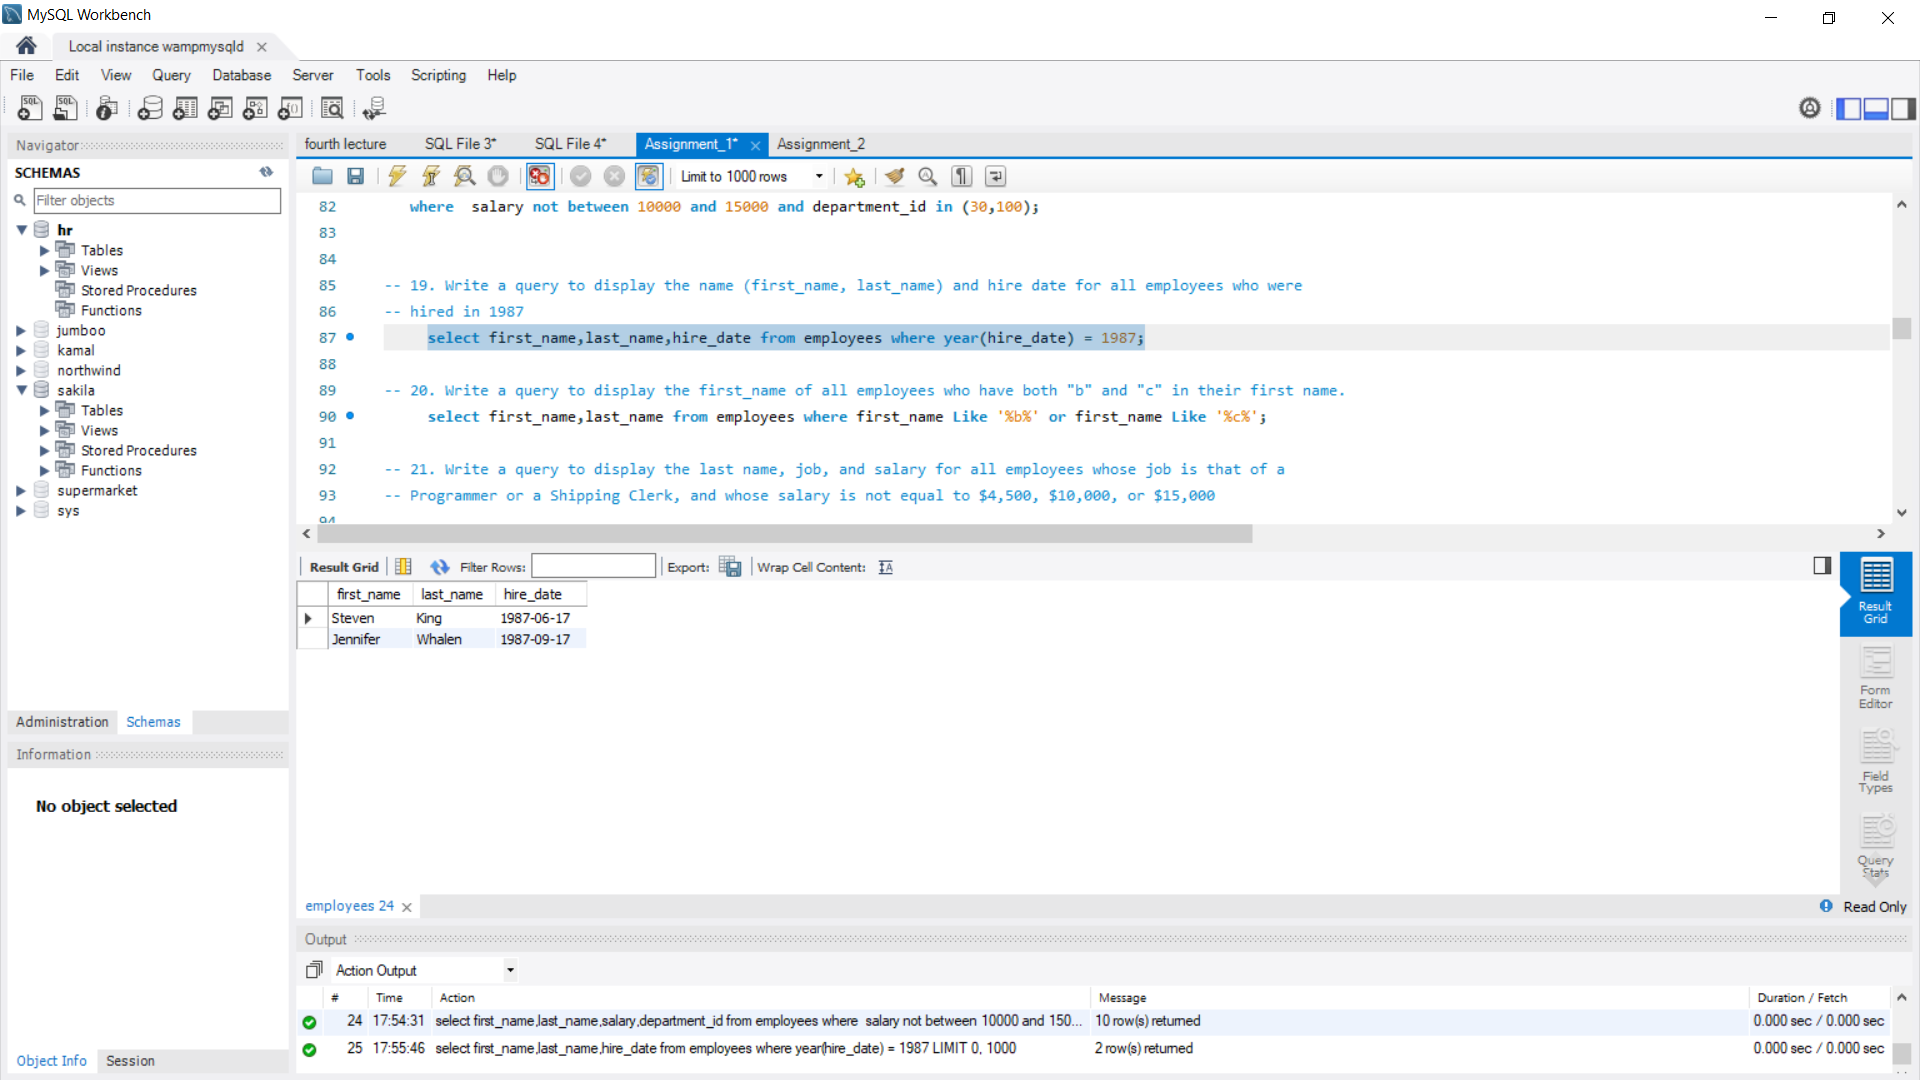 MySQL Workbench
Local instance wampmysqld
File Edit View Query Database Server Tools Scripting Help
Navigator
SCHEMAS
Filter objects
hr
Tables
Views
Stored Procedures
Functions
jumboo
kamal
northwind
sakila
Tables
Views
Stored Procedures
Functions
supermarket
sys
Administration Schemas
Information
No object selected
Object Info Session
fourth lecture SQL File 3* SQL File 4* Assignment_1* Assignment_2
Limit to 1000 rows
82 where salary not between 10000 and 15000 and department_id in (30,100);
83
84
85 -- 19. Write a query to display the name (first_name, last_name) and hire date for all employees who were
86 -- hired in 1987
87 select first_name,last_name,hire_date from employees where year(hire_date) = 1987;
88
89 -- 20. Write a query to display the first_name of all employees who have both "b" and "c" in their first name.
90 select first_name,last_name from employees where first_name Like '%b%' or first_name Like '%c%';
91
92 -- 21. Write a query to display the last name, job, and salary for all employees whose job is that of a
93 -- Programmer or a Shipping Clerk, and whose salary is not equal to $4,500, $10,000, or $15,000
94
Result Grid Filter Rows: Export: Wrap Cell Content:
first_name last_name hire_date
Steven King 1987-06-17
Jennifer Whalen 1987-09-17
Result
Grid
Form
Editor
Field
Types
Query
Stats
employees 24
Read Only
Output
Action Output
# Time Action Message Duration / Fetch
24 17:54:31 select first_name,last_name,salary,department_id from employees where salary not between 10000 and 150... 10 row(s) returned 0.000 sec / 0.000 sec
25 17:55:46 select first_name,last_name,hire_date from employees where year(hire_date) = 1987 LIMIT 0, 1000 2 row(s) returned 0.000 sec / 0.000 sec